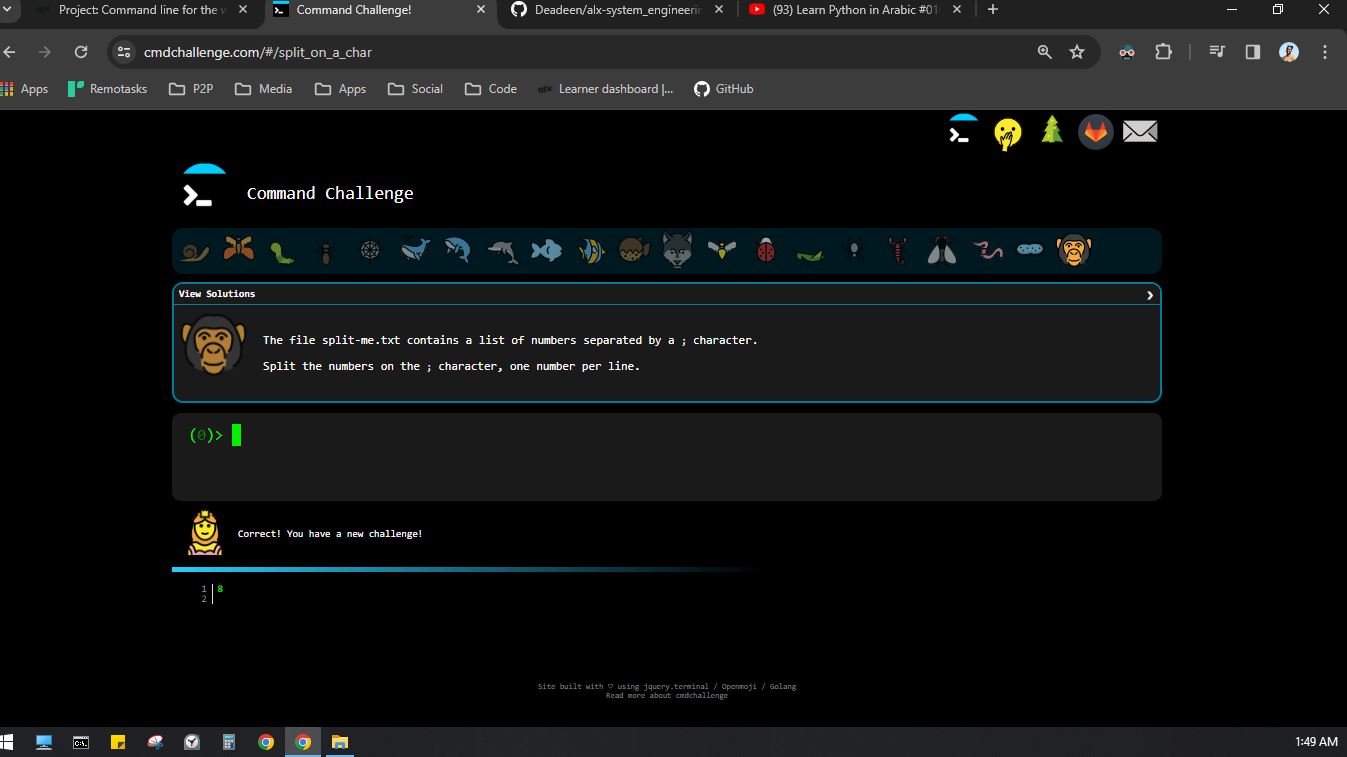 Project: Command line for the w
Command Challenge!
Deadeen/alx-system_engineerin
(93) Learn Python in Arabic #01
cmdchallenge.com/#/split_on_a_char
Apps
Remotasks
P2P
Media
Apps
Social
Code
alx
Learner dashboard |...
GitHub
Command Challenge
View Solutions
The file split-me.txt contains a list of numbers separated by a ; character.
Split the numbers on the ; character, one number per line.
(0)>
Correct! You have a new challenge!
1 8
2
Site built with ♡ using jquery.terminal / Openmoji / Golang
Read more about cmdchallenge
1:49 AM